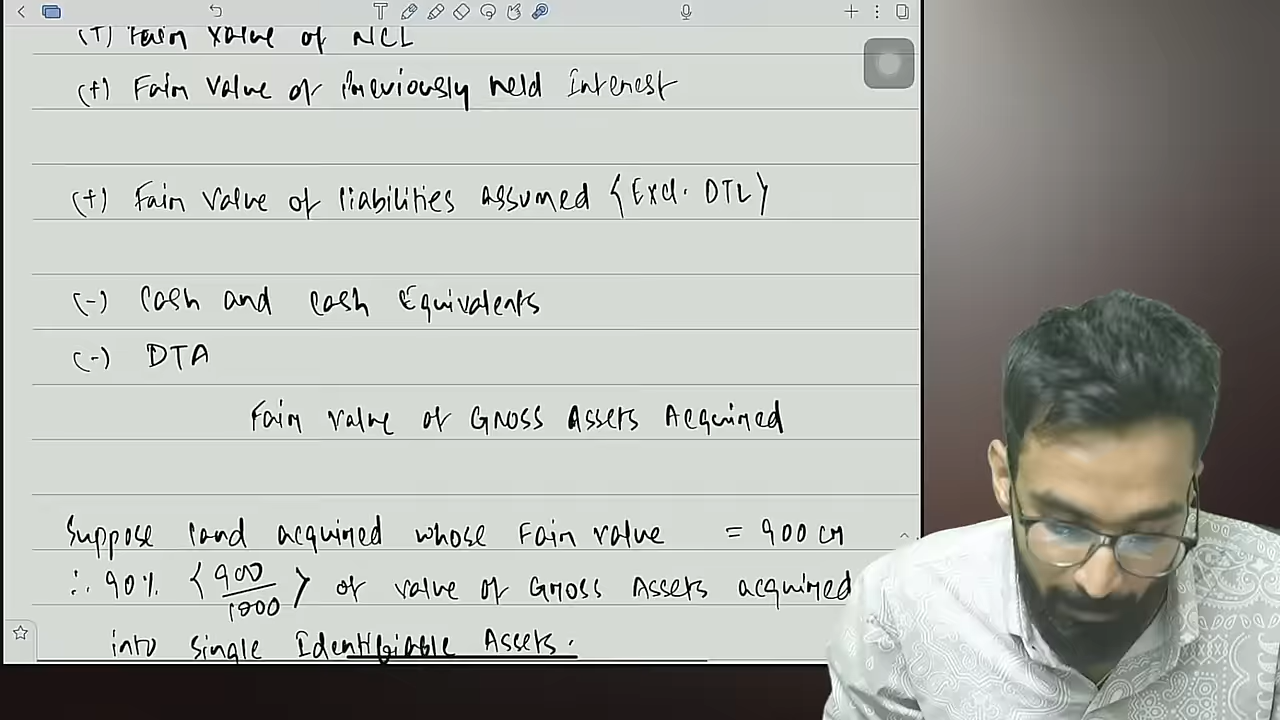 (+) Fair Value of NCI
(+) Fair Value of Previously held Interest
(+) Fair Value of liabilities assumed {Excl. DTL}
(-) Cash and cash Equivalents
(-) DTA
Fair Value of Gross Assets Acquired
Suppose land acquired whose Fair value = 900 cr
∴ 90% {900/1000} of value of Gross Assets acquired
into single Identifiable Assets.